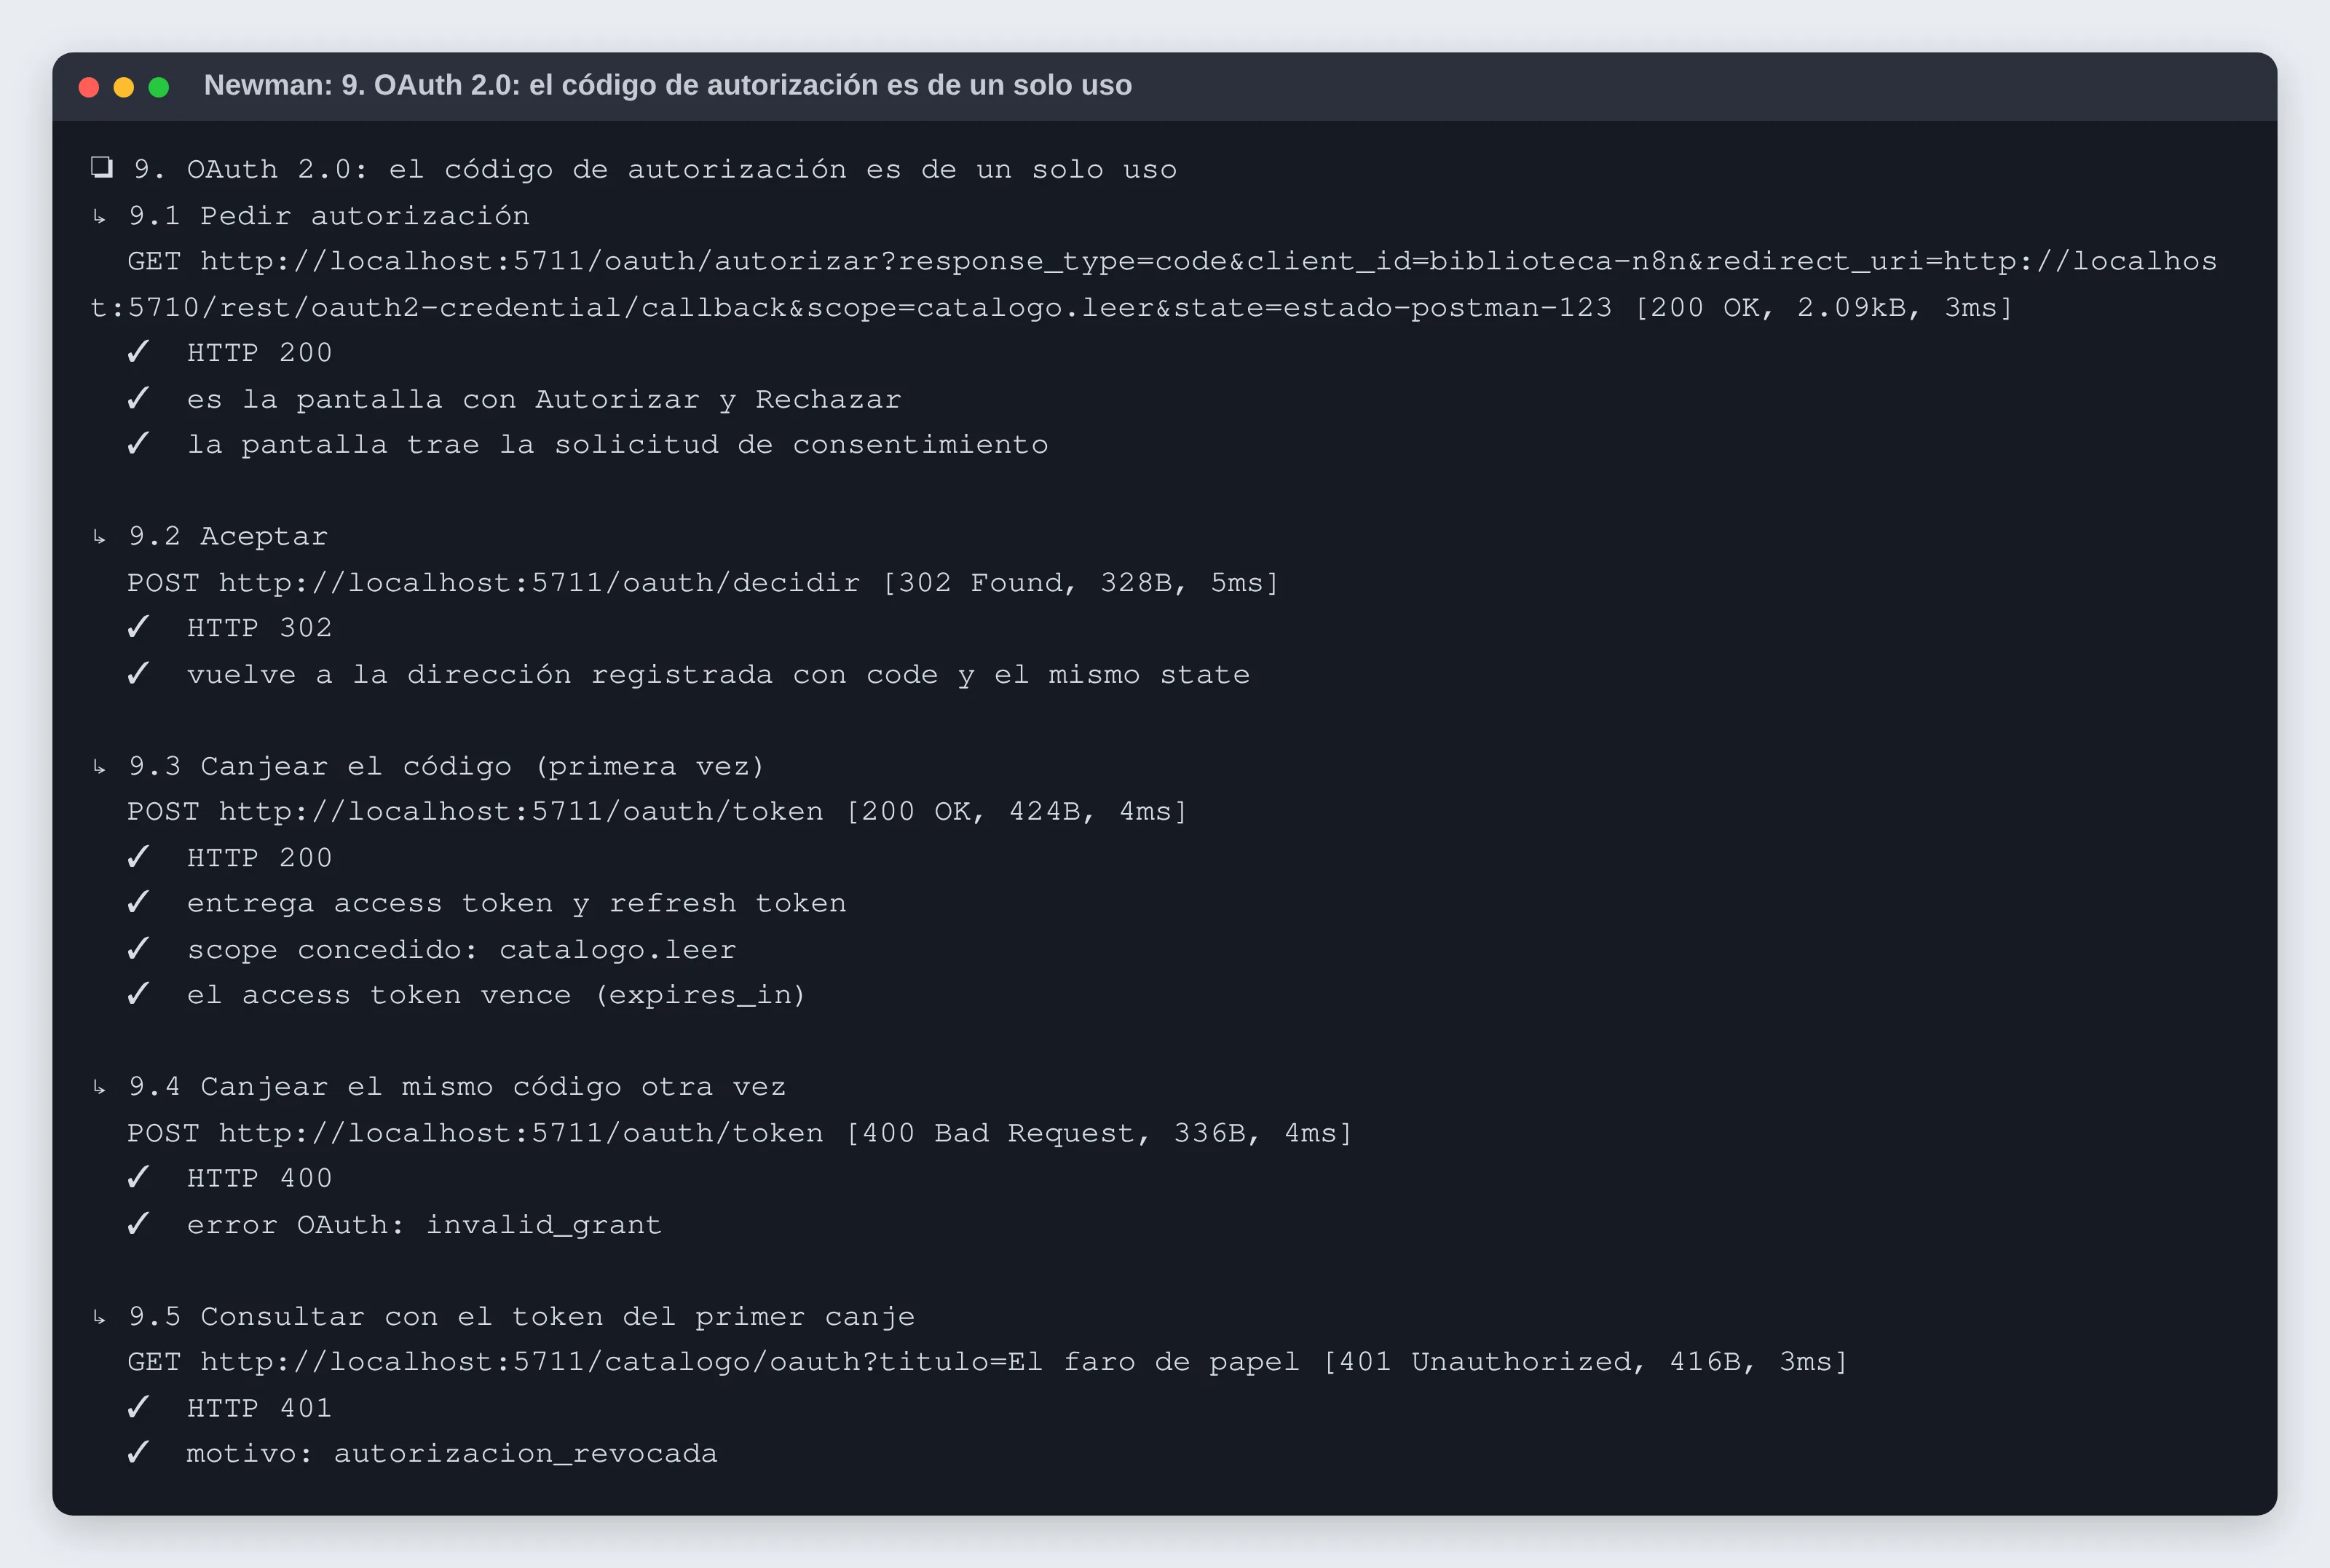 Newman: 9. OAuth 2.0: el código de autorización es de un solo uso
❏ 9. OAuth 2.0: el código de autorización es de un solo uso
↳ 9.1 Pedir autorización
GET http://localhost:5711/oauth/autorizar?response_type=code&client_id=biblioteca-n8n&redirect_uri=http://localhos
t:5710/rest/oauth2-credential/callback&scope=catalogo.leer&state=estado-postman-123 [200 OK, 2.09kB, 3ms]
✓ HTTP 200
✓ es la pantalla con Autorizar y Rechazar
✓ la pantalla trae la solicitud de consentimiento
↳ 9.2 Aceptar
POST http://localhost:5711/oauth/decidir [302 Found, 328B, 5ms]
✓ HTTP 302
✓ vuelve a la dirección registrada con code y el mismo state
↳ 9.3 Canjear el código (primera vez)
POST http://localhost:5711/oauth/token [200 OK, 424B, 4ms]
✓ HTTP 200
✓ entrega access token y refresh token
✓ scope concedido: catalogo.leer
✓ el access token vence (expires_in)
↳ 9.4 Canjear el mismo código otra vez
POST http://localhost:5711/oauth/token [400 Bad Request, 336B, 4ms]
✓ HTTP 400
✓ error OAuth: invalid_grant
↳ 9.5 Consultar con el token del primer canje
GET http://localhost:5711/catalogo/oauth?titulo=El faro de papel [401 Unauthorized, 416B, 3ms]
✓ HTTP 401
✓ motivo: autorizacion_revocada